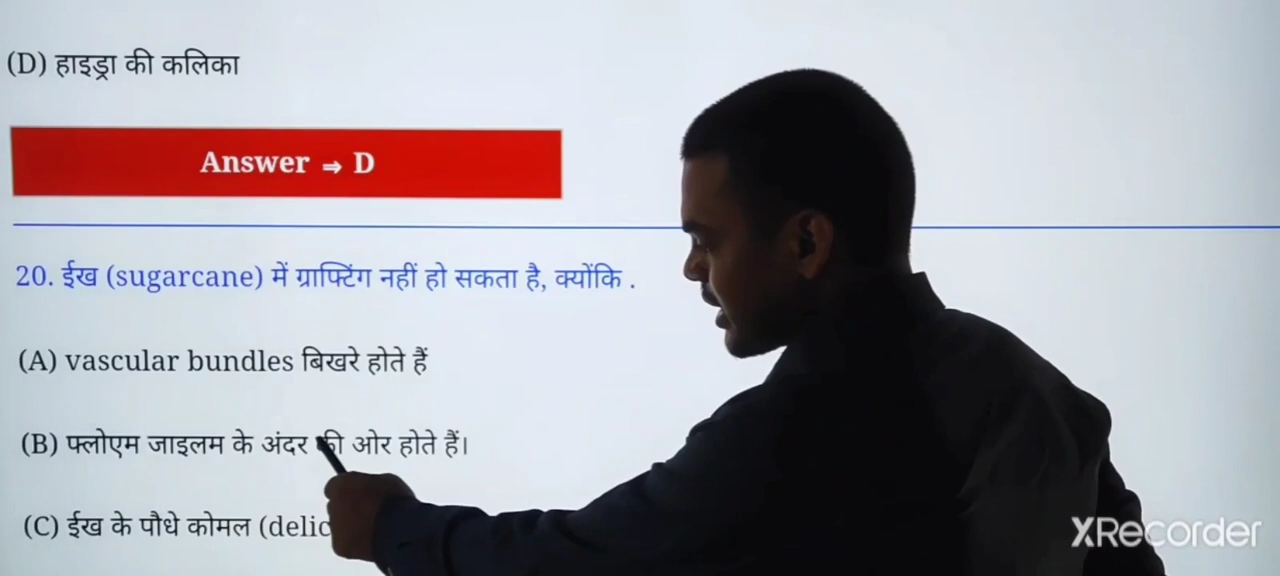 (D) हाइड्रा की कलिका
Answer ⇒ D
20. ईख (sugarcane) में ग्राफ्टिंग नहीं हो सकता है, क्योंकि .
(A) vascular bundles बिखरे होते हैं
(B) फ्लोएम जाइलम के अंदर की ओर होते हैं।
(C) ईख के पौधे कोमल
XRecorder